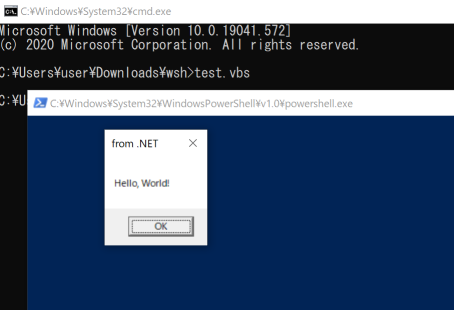 C:¥Windows¥System32¥cmd.exe
Microsoft Windows [Version 10.0.19041.572]
(c) 2020 Microsoft Corporation. All rights reserved.
C:¥Users¥user¥Downloads¥wsh>test.vbs
C:¥U
C:¥Windows¥System32¥WindowsPowerShell¥v1.0¥powershell.exe
from .NET
Hello, World!
OK